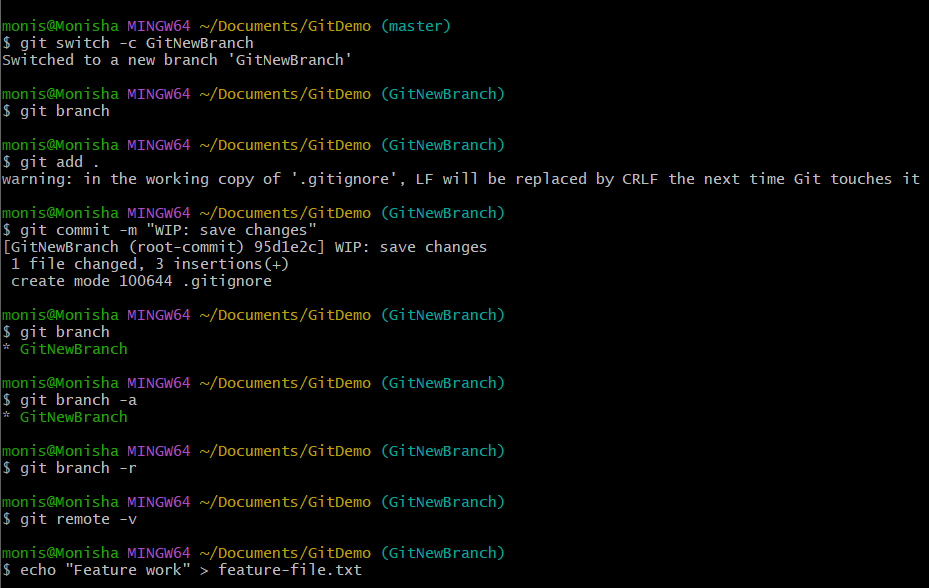 monis@Monisha MINGW64 ~/Documents/GitDemo (master)
$ git switch -c GitNewBranch
Switched to a new branch 'GitNewBranch'
monis@Monisha MINGW64 ~/Documents/GitDemo (GitNewBranch)
$ git branch
monis@Monisha MINGW64 ~/Documents/GitDemo (GitNewBranch)
$ git add .
warning: in the working copy of '.gitignore', LF will be replaced by CRLF the next time Git touches it
monis@Monisha MINGW64 ~/Documents/GitDemo (GitNewBranch)
$ git commit -m "WIP: save changes"
[GitNewBranch (root-commit) 95d1e2c] WIP: save changes
 1 file changed, 3 insertions(+)
 create mode 100644 .gitignore
monis@Monisha MINGW64 ~/Documents/GitDemo (GitNewBranch)
$ git branch
* GitNewBranch
monis@Monisha MINGW64 ~/Documents/GitDemo (GitNewBranch)
$ git branch -a
* GitNewBranch
monis@Monisha MINGW64 ~/Documents/GitDemo (GitNewBranch)
$ git branch -r
monis@Monisha MINGW64 ~/Documents/GitDemo (GitNewBranch)
$ git remote -v
monis@Monisha MINGW64 ~/Documents/GitDemo (GitNewBranch)
$ echo "Feature work" > feature-file.txt